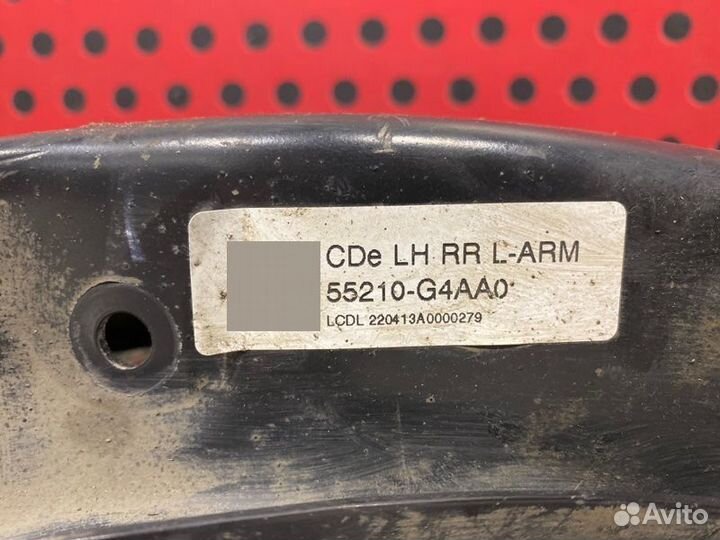 CDe LH RR L-ARM
55210-G4AA0
LCDL 220413A0000279
Avito